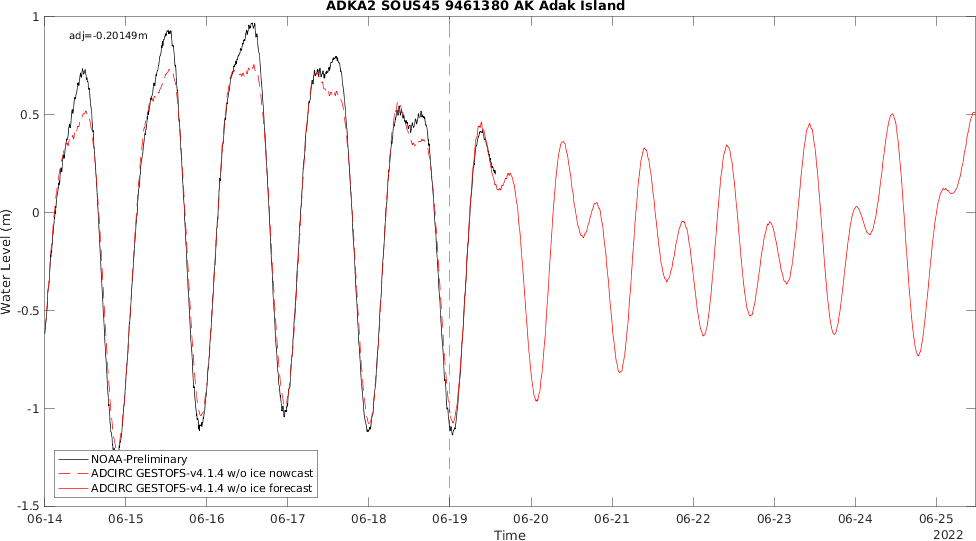 ADKA2 SOUS45 9461380 AK Adak Island
adj=-0.20149m
1
0.5
0
-0.5
-1
-1.5
Water Level (m)
NOAA-Preliminary
ADCIRC GESTOFS-v4.1.4 w/o ice nowcast
ADCIRC GESTOFS-v4.1.4 w/o ice forecast
06-14 06-15 06-16 06-17 06-18 06-19 06-20 06-21 06-22 06-23 06-24 06-25
Time
2022